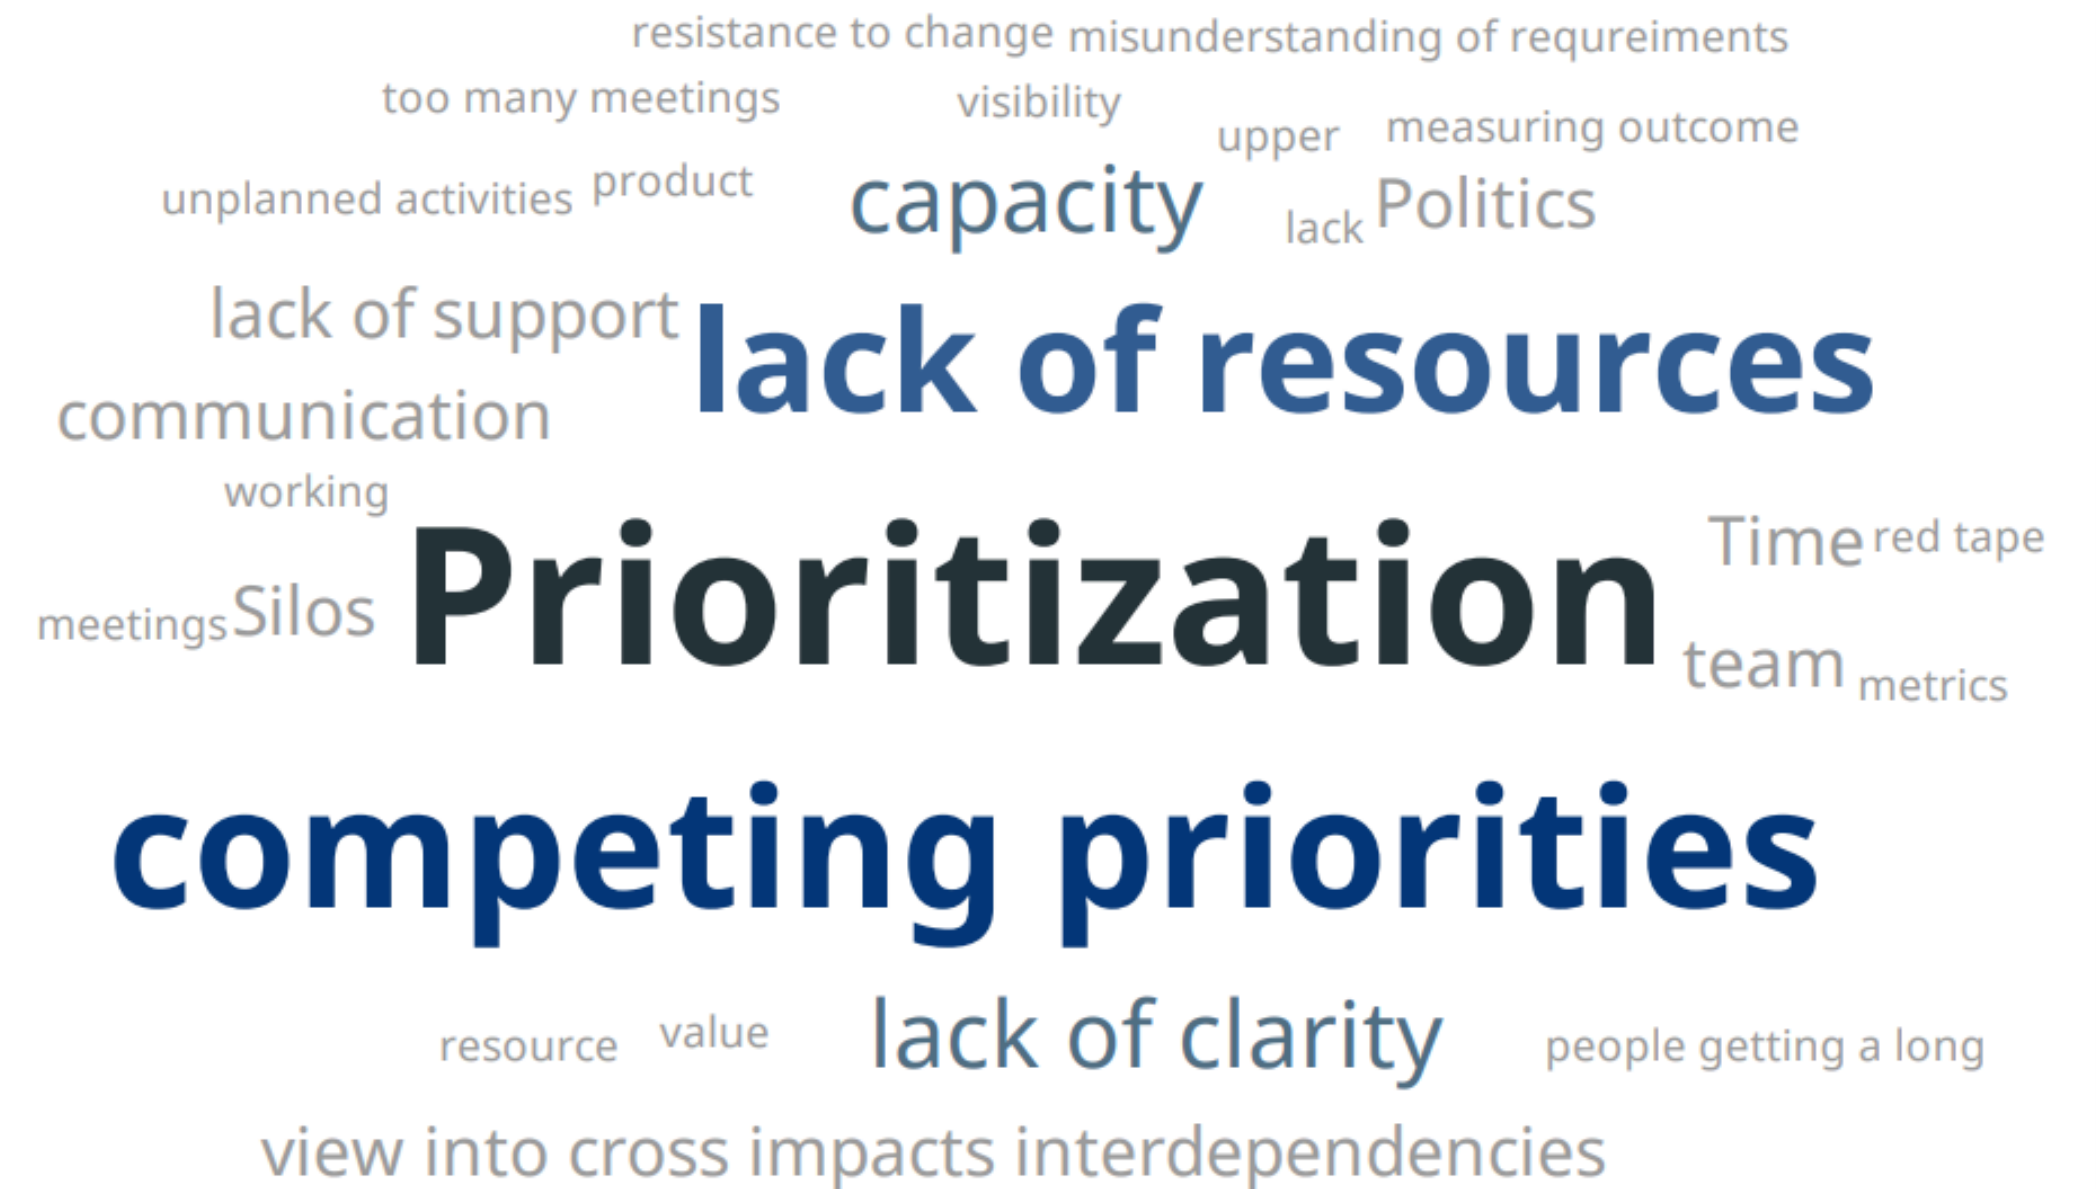 resistance to change misunderstanding of requreiments
too many meetings visibility
upper measuring outcome
unplanned activities product capacity lack Politics
lack of support lack of resources
communication
working
Prioritization Time red tape
meetings Silos team metrics
competing priorities
resource value lack of clarity people getting a long
view into cross impacts interdependencies